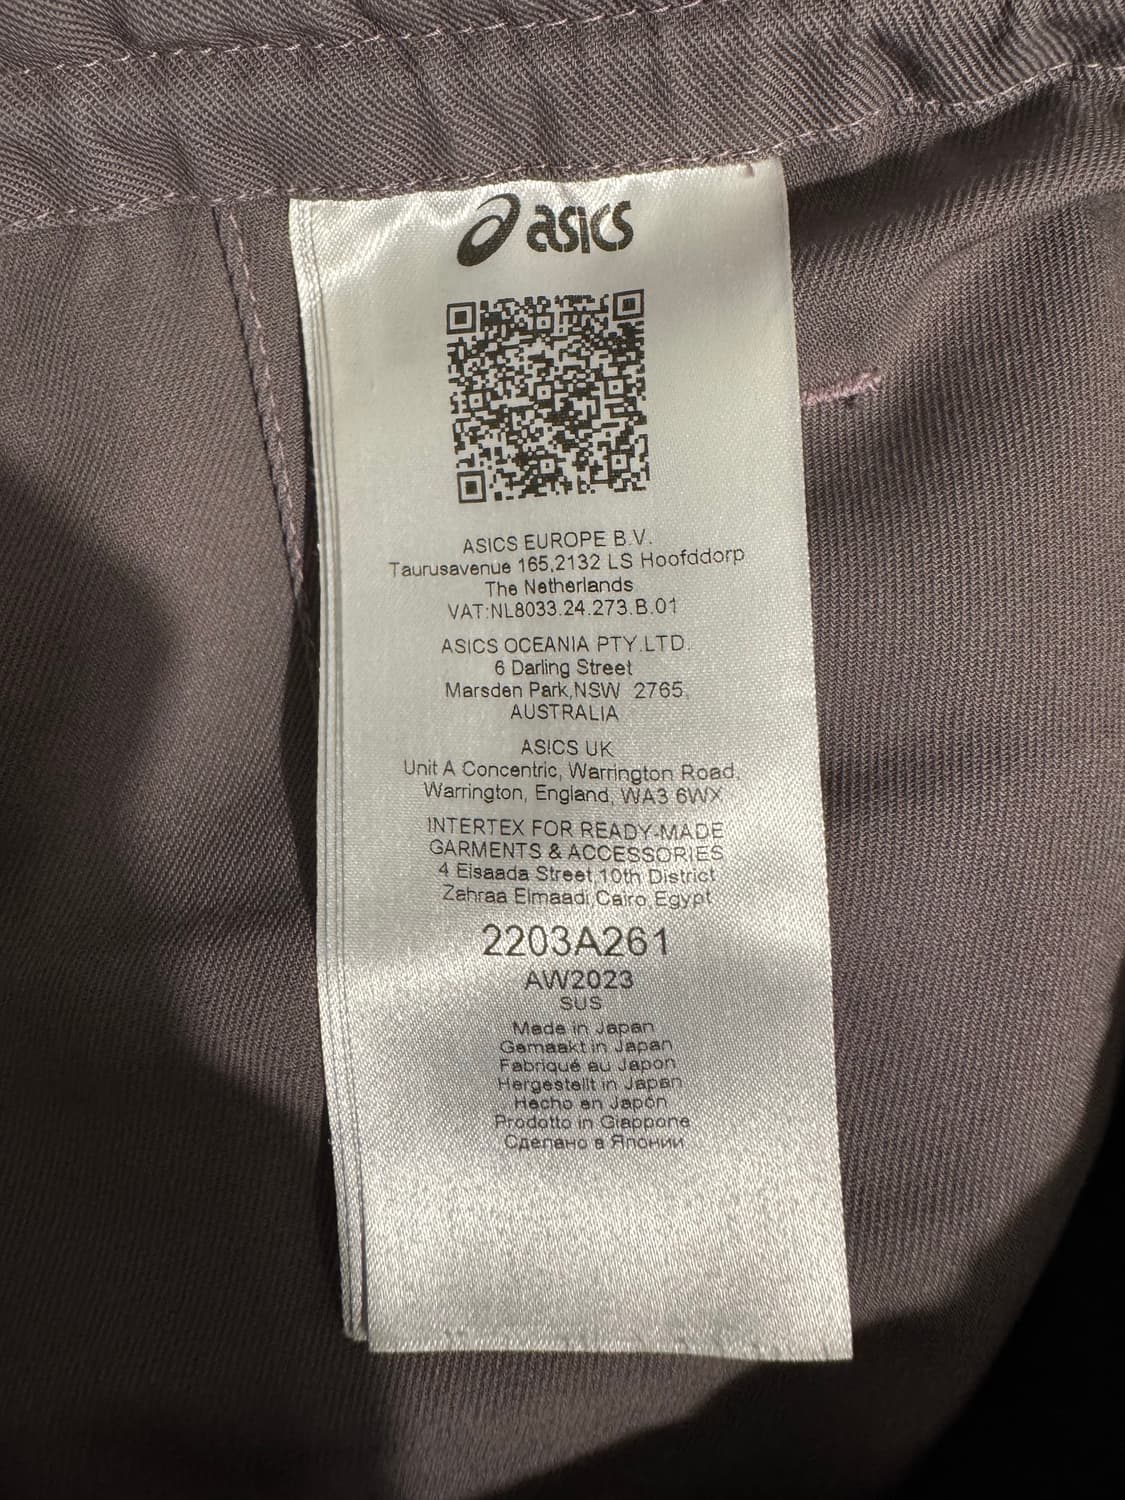 asics
ASICS EUROPE B.V.
Taurusavenue 165,2132 LS Hoofddorp
The Netherlands
VAT:NL8033.24.273.B.01
ASICS OCEANIA PTY.LTD.
6 Darling Street
Marsden Park,NSW 2765,
AUSTRALIA
ASICS UK
Unit A Concentric, Warrington Road,
Warrington, England, WA3 6WX
INTERTEX FOR READY-MADE
GARMENTS & ACCESSORIES
4 Elsaada Street,10th District
Zahraa Elmaadi,Cairo,Egypt
2203A261
AW2023
SUS
Made in Japan
Gemaakt in Japan
Fabriqué au Japon
Hergestellt in Japan
Hecho en Japón
Prodotto in Giappone
Сделано в Японии